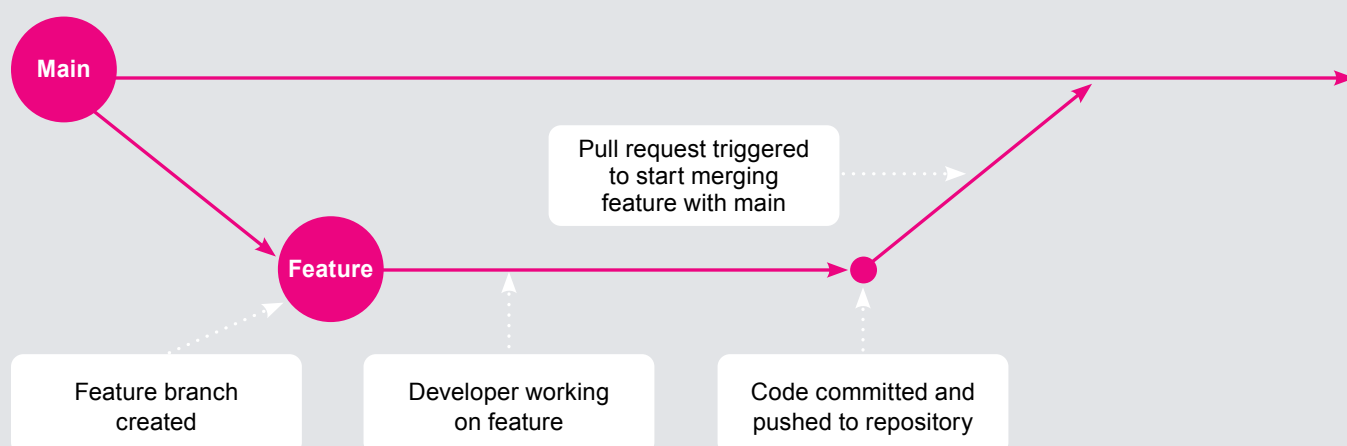 Main
Pull request triggered
to start merging
feature with main
Feature
Feature branch
created
Developer working
on feature
Code committed and
pushed to repository